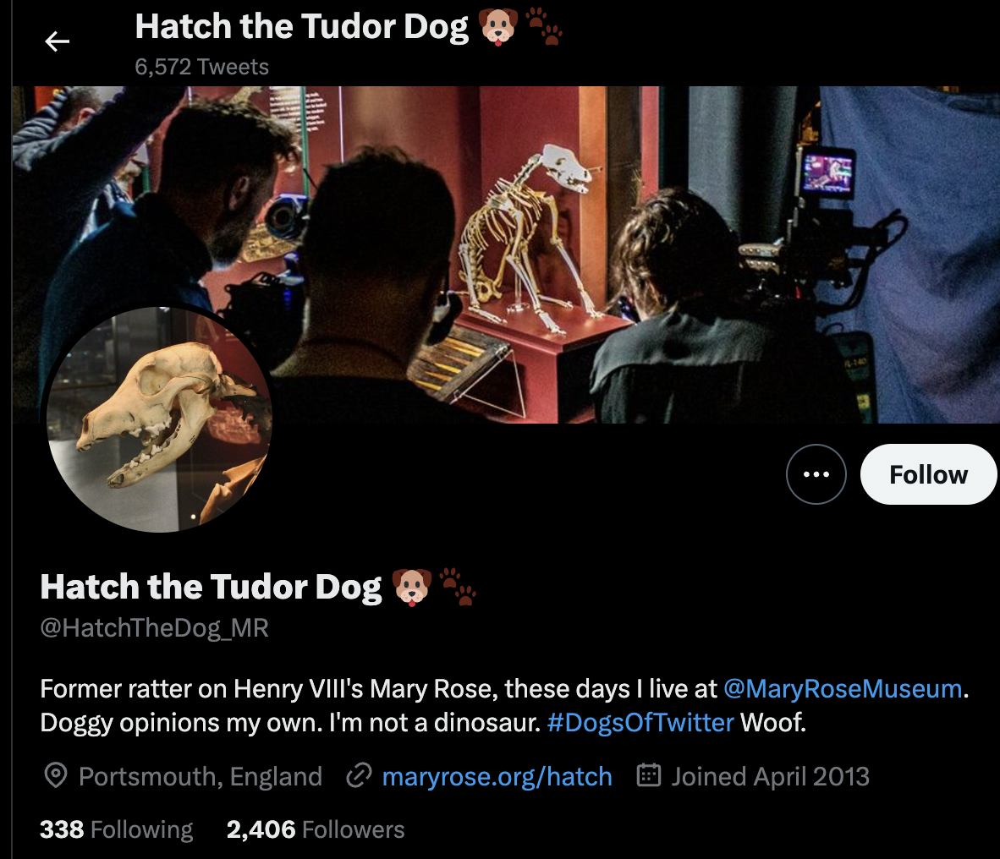 Hatch the Tudor Dog 🐶🐾
6,572 Tweets
Follow
Hatch the Tudor Dog 🐶🐾
@HatchTheDog_MR
Former ratter on Henry VIII's Mary Rose, these days I live at @MaryRoseMuseum.
Doggy opinions my own. I'm not a dinosaur. #DogsOfTwitter Woof.
Portsmouth, England maryrose.org/hatch Joined April 2013
338 Following 2,406 Followers